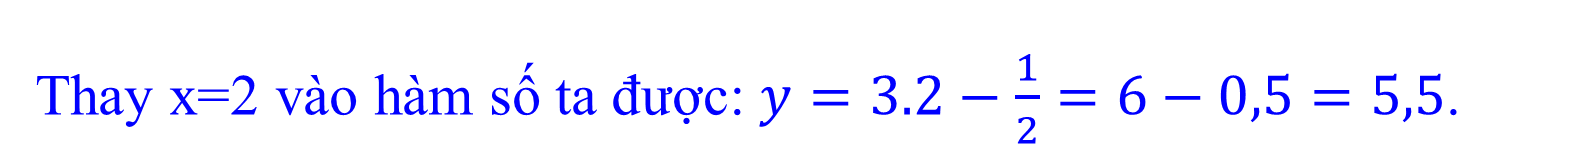 Thay x=2 vào hàm số ta được: y = 3.2 − 1/2 = 6 − 0,5 = 5,5.